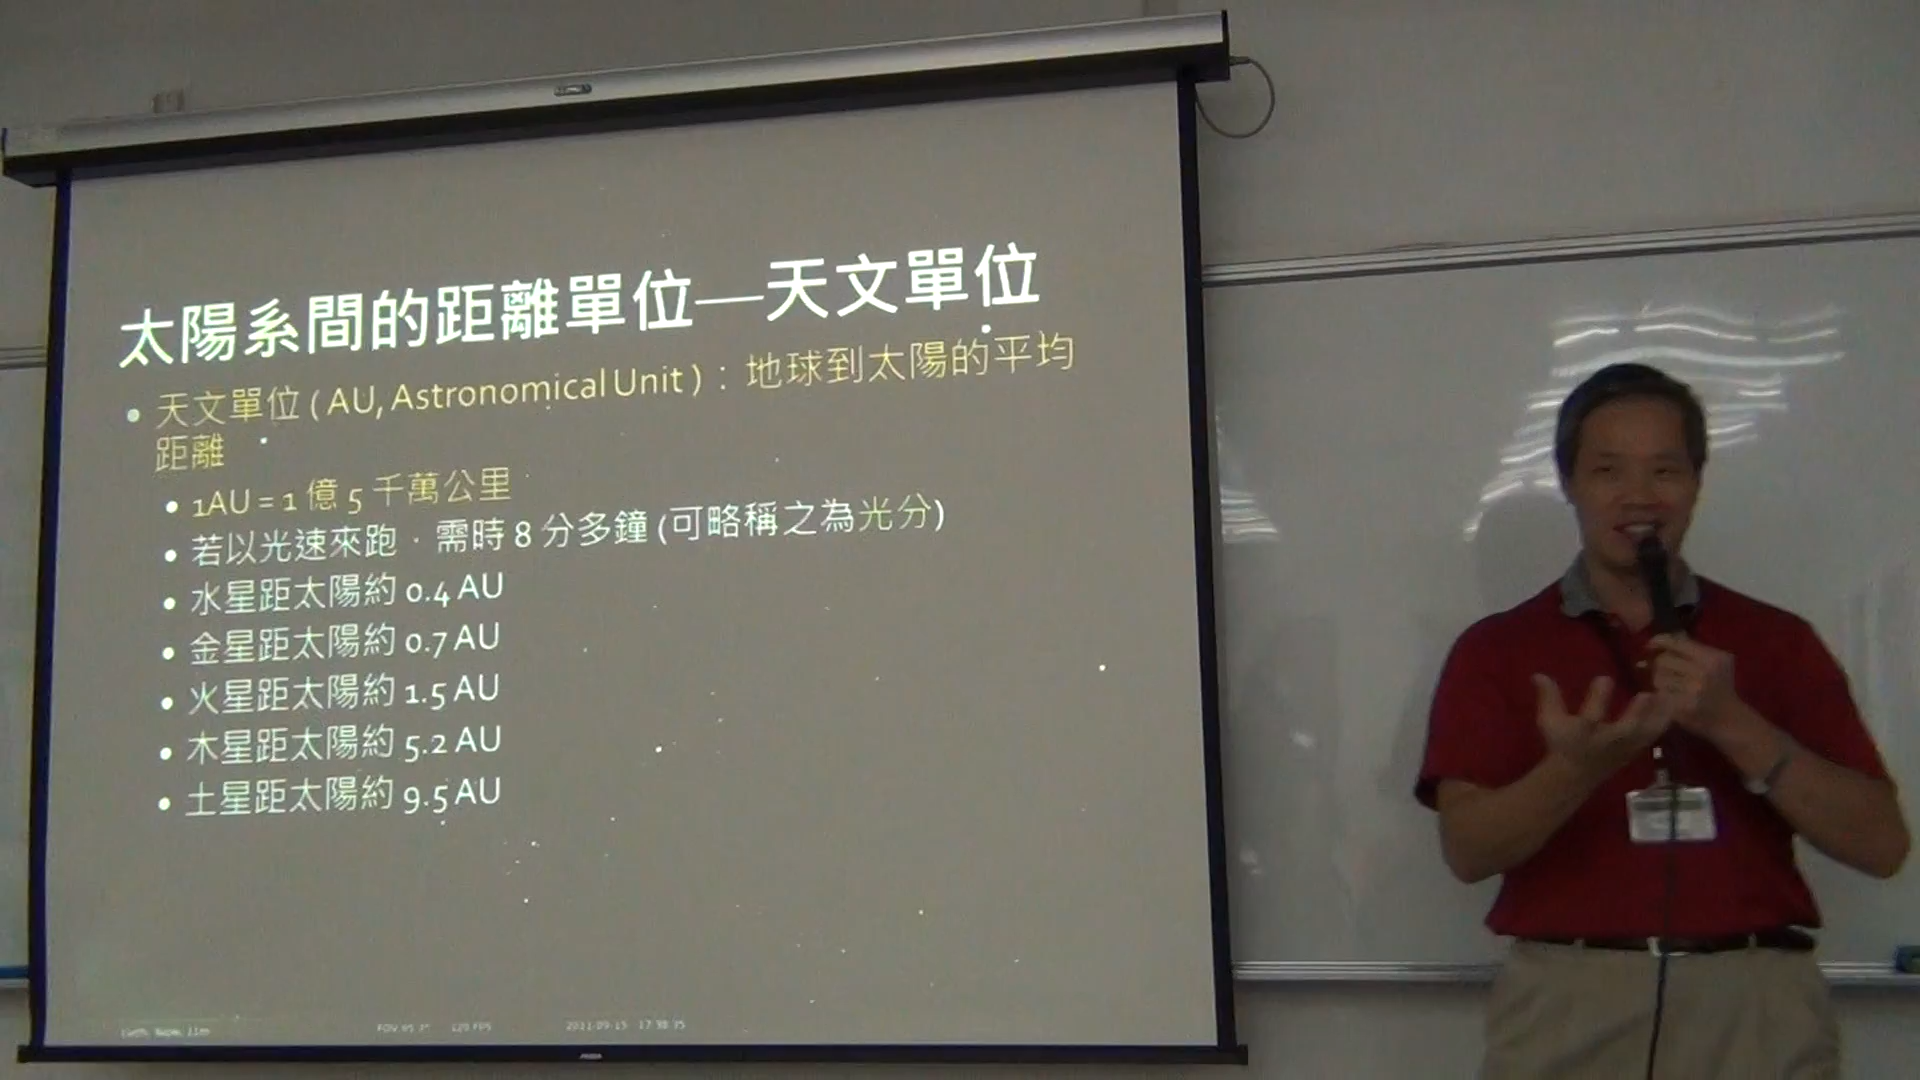 太陽系間的距離單位—天文單位
• 天文單位 ( AU, Astronomical Unit )：地球到太陽的平均
距離
• 1AU = 1 億 5 千萬公里
• 若以光速來跑，需時 8 分多鐘 (可略稱之為光分)
• 水星距太陽約 0.4 AU
• 金星距太陽約 0.7 AU
• 火星距太陽約 1.5 AU
• 木星距太陽約 5.2 AU
• 土星距太陽約 9.5 AU